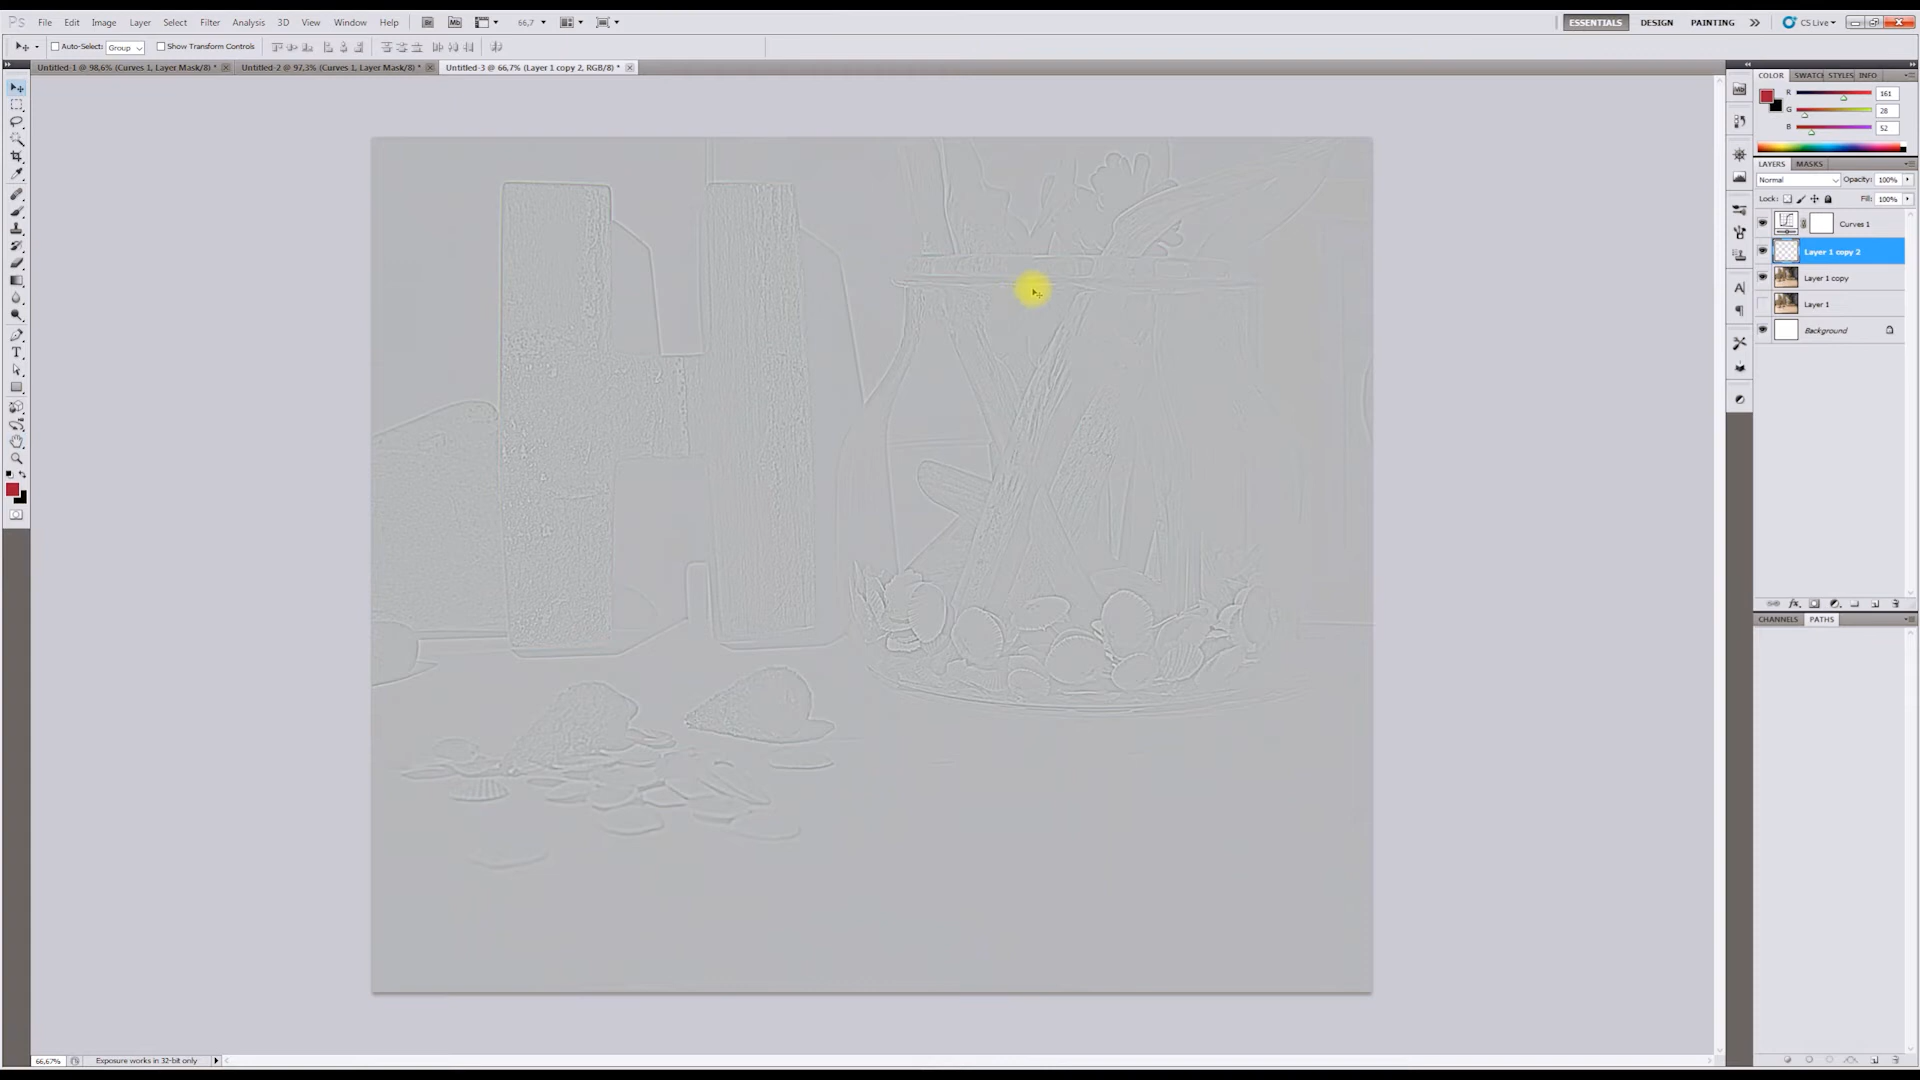 Ps File Edit Image Layer Select Filter Analysis 3D View Window Help Br Mb 66,7 ESSENTIALS DESIGN PAINTING CS Live
Auto-Select: Group Show Transform Controls
Untitled-1 @ 98,6% (Curves 1, Layer Mask/8) * Untitled-2 @ 97,3% (Curves 1, Layer Mask/8) * Untitled-3 @ 66,7% (Layer 1 copy 2, RGB/8) *
COLOR SWATCH STYLES INFO
R 161
G 28
B 52
LAYERS MASKS
Normal Opacity: 100%
Lock: Fill: 100%
Curves 1
Layer 1 copy 2
Layer 1 copy
Layer 1
Background
CHANNELS PATHS
66,67% Exposure works in 32-bit only